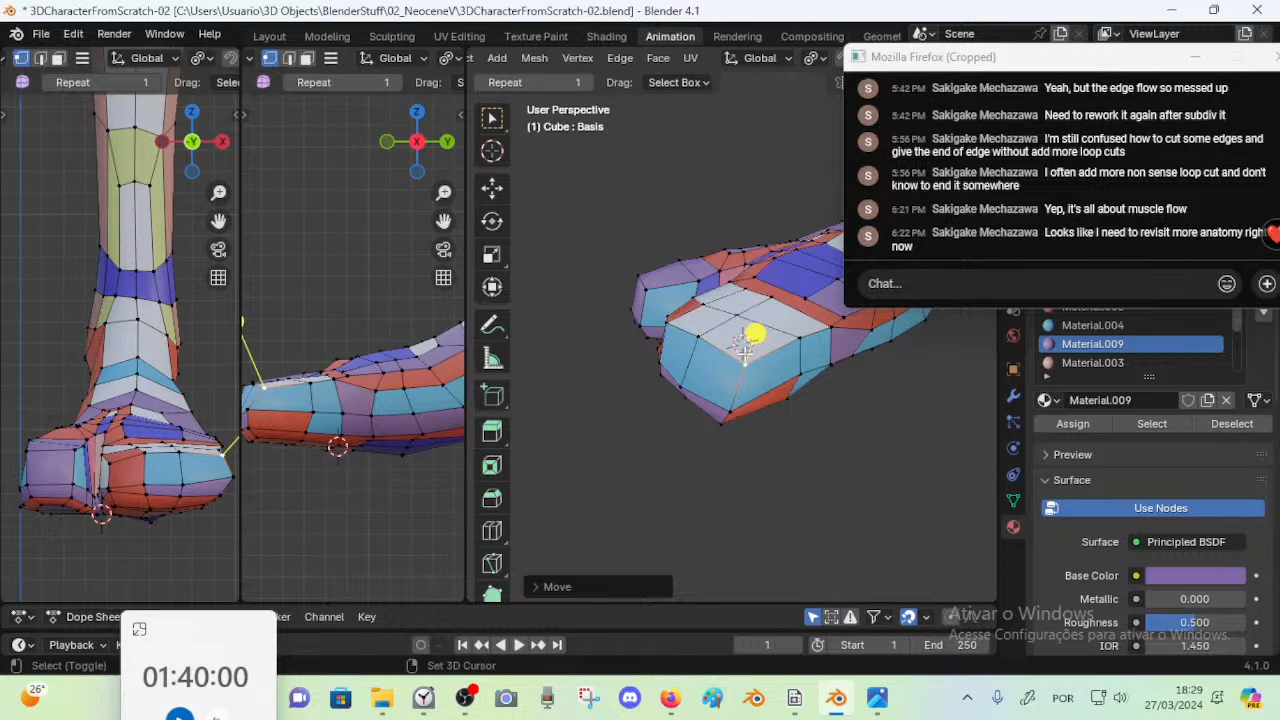 * 3DCharacterFromScratch-02 [C:\Users\Usuario\3D Objects\BlenderStuff\02_NeoceneV\3DCharacterFromScratch-02.blend] - Blender 4.1
File Edit Render Window Help
Layout Modeling Sculpting UV Editing Texture Paint Shading Animation Rendering Compositing Scene ViewLayer
Global Global Add Mesh Vertex Edge Face UV Global
Repeat 1 Drag: Repeat 1 Drag: Repeat 1 Drag: Select Box
User Perspective
(1) Cube : Basis
Z
-Y
X
Z
X
Y
Move
Mozilla Firefox (Cropped)
S 5:42 PM Sakigake Mechazawa Yeah, but the edge flow so messed up
S 5:42 PM Sakigake Mechazawa Need to rework it again after subdiv it
S 5:56 PM Sakigake Mechazawa I'm still confused how to cut some edges and
give the end of edge without add more loop cuts
S 5:56 PM Sakigake Mechazawa I often add more non sense loop cut and don't
know to end it somewhere
S 6:21 PM Sakigake Mechazawa Yep, it's all about muscle flow
S 6:22 PM Sakigake Mechazawa Looks like I need to revisit more anatomy right
now
Chat...
Material.004
Material.009
Material.003
Material.009
Assign Select Deselect
Preview
Surface
Use Nodes
Surface Principled BSDF
Base Color
Metallic 0.000
Roughness 0.500
IOR 1.450
Ativar o Windows
Acesse Configurações para ativar o Windows.
Channel Key
Playback
1 Start 1 End 250
Select (Toggle) Set 3D Cursor 4.1.0
01:40:00
26°
POR
18:29
27/03/2024
PRE